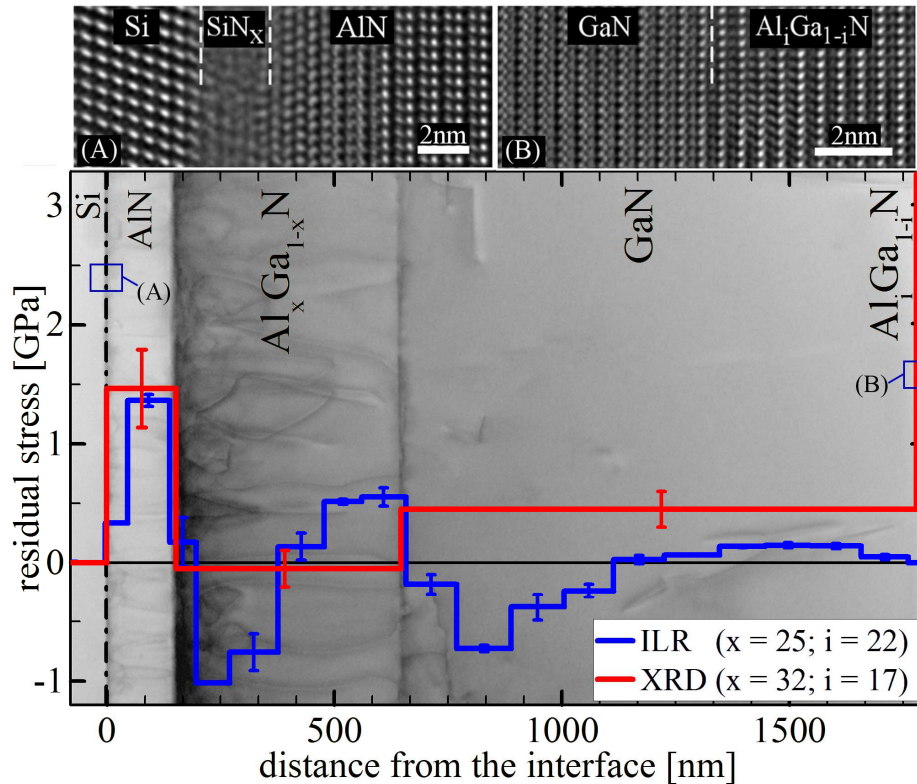 Si SiNx AlN
(A) 2nm
GaN AliGa1-iN
(B) 2nm
residual stress [GPa]
3
2
1
0
-1
Si
AlN
AlxGa1-xN
GaN
AliGa1-iN
(A)
(B)
ILR (x = 25; i = 22)
XRD (x = 32; i = 17)
0 500 1000 1500
distance from the interface [nm]